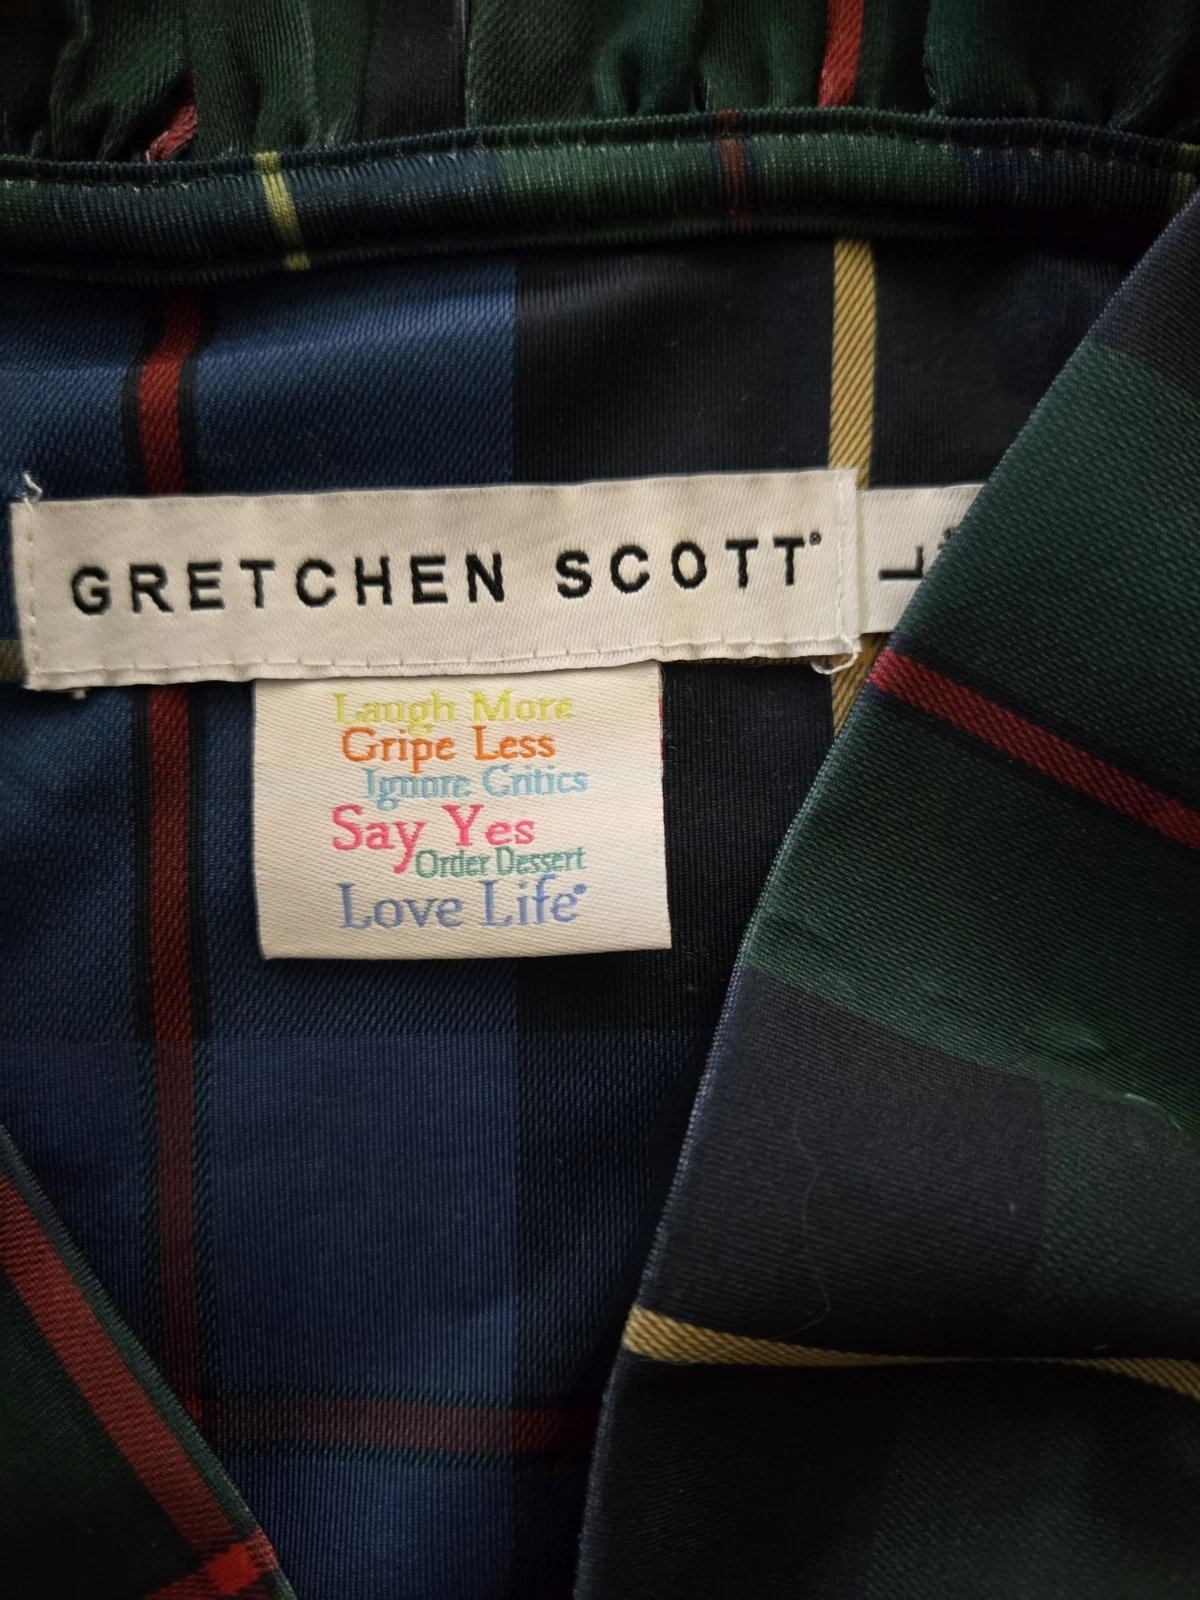 GRETCHEN SCOTT®
L
Laugh More
Gripe Less
Ignore Critics
Say Yes
Order Dessert
Love Life®